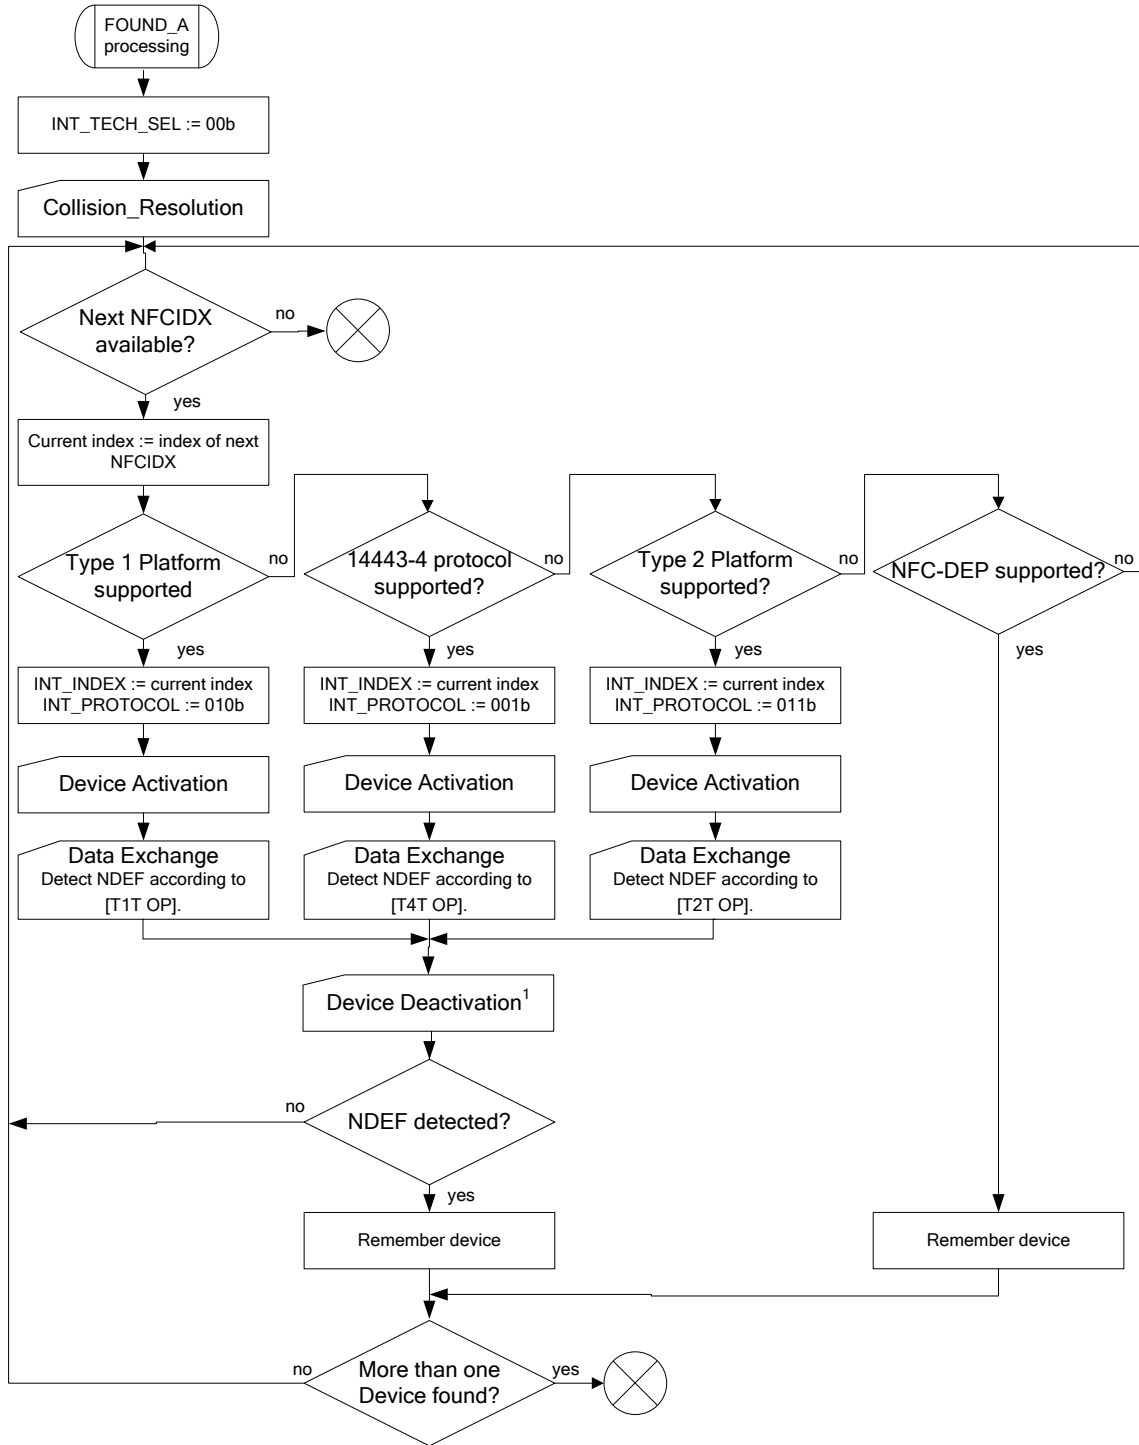 FOUND_A
processing
INT_TECH_SEL := 00b
Collision_Resolution
Next NFCIDX
available?
no
yes
Current index := index of next
NFCIDX
Type 1 Platform
supported
no
14443-4 protocol
supported?
no
Type 2 Platform
supported?
no
NFC-DEP supported?
no
yes
yes
yes
yes
INT_INDEX := current index
INT_PROTOCOL := 010b
INT_INDEX := current index
INT_PROTOCOL := 001b
INT_INDEX := current index
INT_PROTOCOL := 011b
Device Activation
Device Activation
Device Activation
Data Exchange
Detect NDEF according to
[T1T OP].
Data Exchange
Detect NDEF according to
[T4T OP].
Data Exchange
Detect NDEF according to
[T2T OP].
Device Deactivation¹
no
NDEF detected?
yes
Remember device
Remember device
no
More than one
Device found?
yes